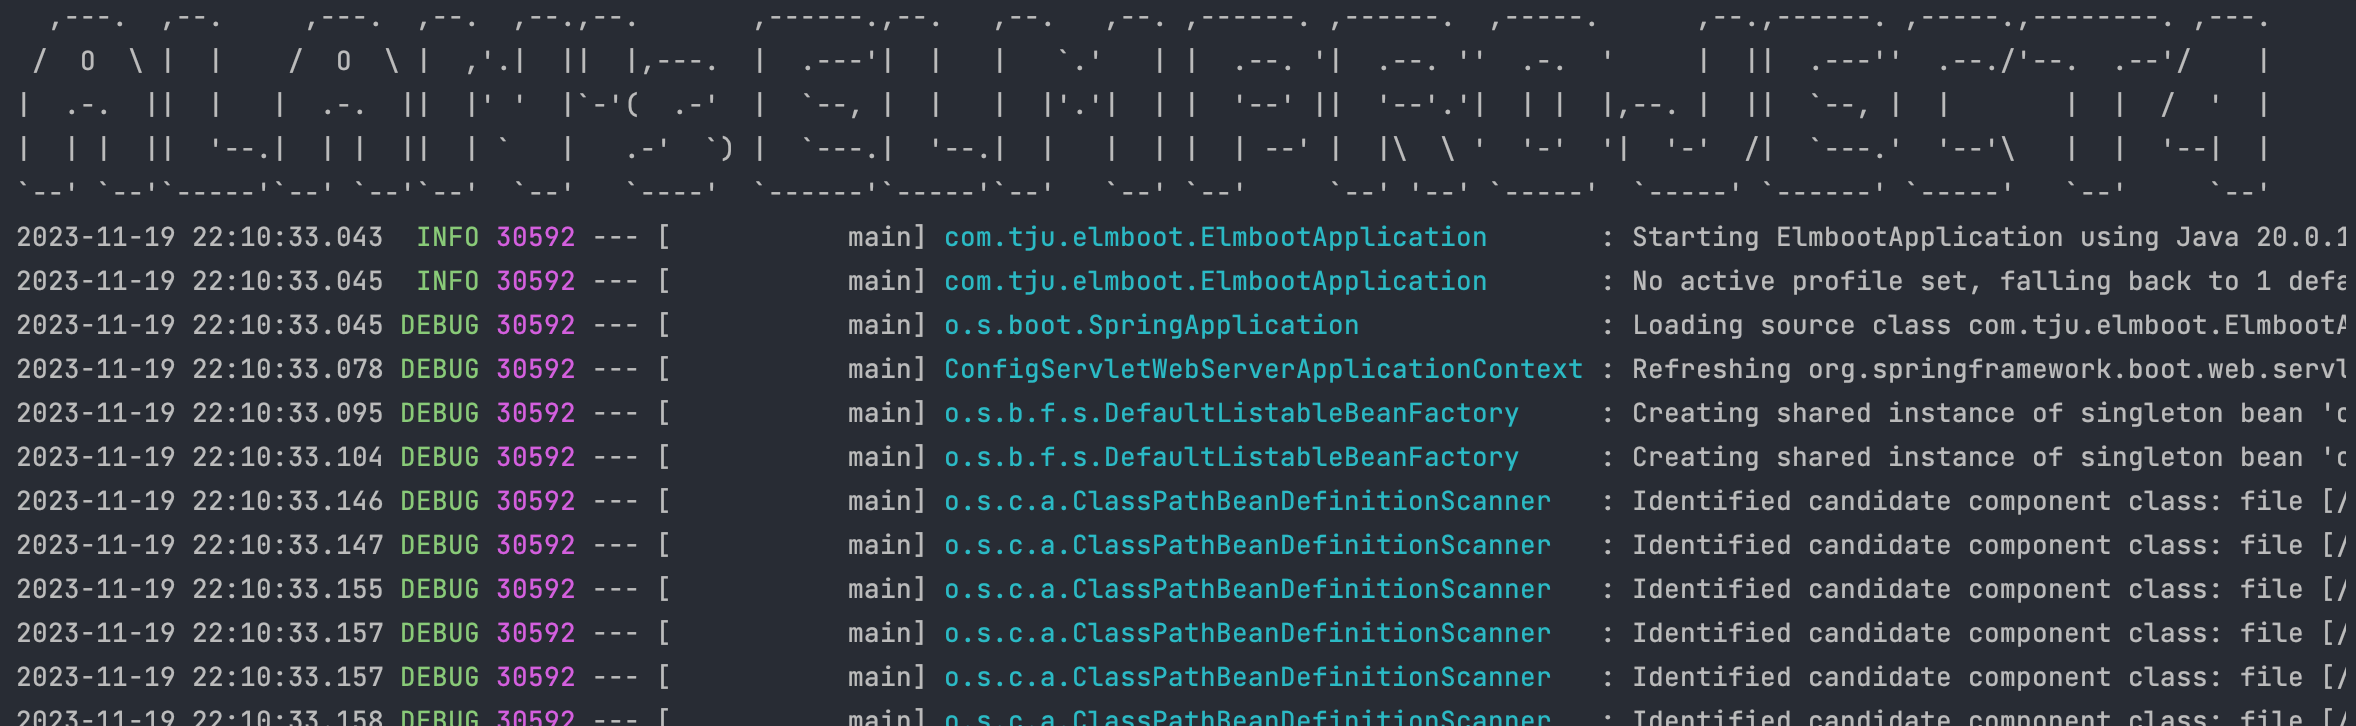 ALAN's ELMPROJECT4
2023-11-19 22:10:33.043  INFO 30592 --- [           main] com.tju.elmboot.ElmbootApplication       : Starting ElmbootApplication using Java 20.0.1
2023-11-19 22:10:33.045  INFO 30592 --- [           main] com.tju.elmboot.ElmbootApplication       : No active profile set, falling back to 1 defa
2023-11-19 22:10:33.045 DEBUG 30592 --- [           main] o.s.boot.SpringApplication               : Loading source class com.tju.elmboot.ElmbootA
2023-11-19 22:10:33.078 DEBUG 30592 --- [           main] ConfigServletWebServerApplicationContext : Refreshing org.springframework.boot.web.servl
2023-11-19 22:10:33.095 DEBUG 30592 --- [           main] o.s.b.f.s.DefaultListableBeanFactory     : Creating shared instance of singleton bean '
2023-11-19 22:10:33.104 DEBUG 30592 --- [           main] o.s.b.f.s.DefaultListableBeanFactory     : Creating shared instance of singleton bean '
2023-11-19 22:10:33.146 DEBUG 30592 --- [           main] o.s.c.a.ClassPathBeanDefinitionScanner   : Identified candidate component class: file [/
2023-11-19 22:10:33.147 DEBUG 30592 --- [           main] o.s.c.a.ClassPathBeanDefinitionScanner   : Identified candidate component class: file [/
2023-11-19 22:10:33.155 DEBUG 30592 --- [           main] o.s.c.a.ClassPathBeanDefinitionScanner   : Identified candidate component class: file [/
2023-11-19 22:10:33.157 DEBUG 30592 --- [           main] o.s.c.a.ClassPathBeanDefinitionScanner   : Identified candidate component class: file [/
2023-11-19 22:10:33.157 DEBUG 30592 --- [           main] o.s.c.a.ClassPathBeanDefinitionScanner   : Identified candidate component class: file [/
2023-11-19 22:10:33.158 DEBUG 30592 --- [           main] o.s.c.a.ClassPathBeanDefinitionScanner   : Identified candidate component class: file [/